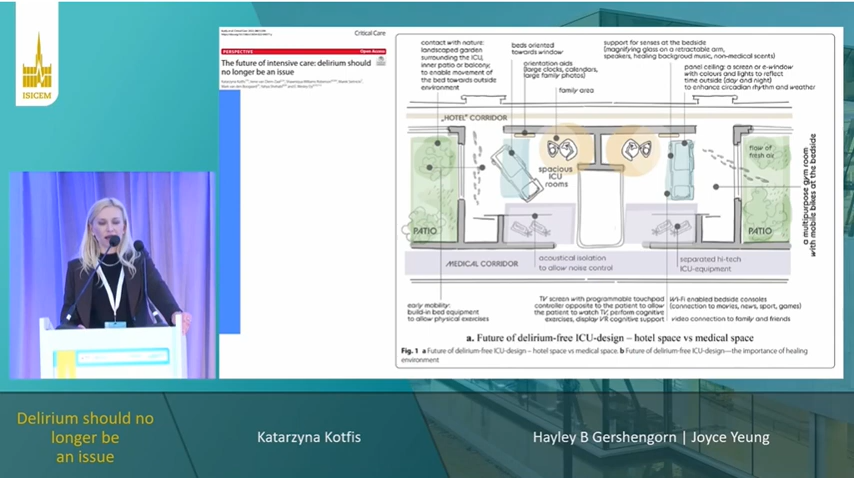 ISICEM
Critical Care
PERSPECTIVE
Open Access
The future of intensive care: delirium should
no longer be an issue
contact with nature:
landscaped garden
surrounding the ICU,
inner patio or balcony,
to enable movement of
the bed towards outside
environment
beds oriented
towards window
orientation aids
(large clocks, calendars,
large family photos)
family area
support for senses at the bedside
(magnifying glass on a retractable arm,
speakers, healing backgroud music, non-medical scents)
panel ceiling: a screen or e-window
with colours and lights to reflect
time outside (day and night)
to enhance circadian rhythm and weather
„HOTEL" CORRIDOR
spacious
ICU
rooms
flow of
fresh air
PATIO
PATIO
a multipurpose gym room
with mobile bikes at the bedside
MEDICAL CORRIDOR
acoustical isolation
to allow noise control
separated hi-tech
ICU-equipment
early mobility:
build-in bed equipment
to allow physical exercises
TV screen with programmable touchpad
controller opposite to the patient to allow
the patient to watch TV, perform cognitive
exercises, display VR cognitive support
Wi-Fi enabled bedside consoles
(connection to movies, news, sport, games)
video connection to family and friends
a. Future of delirium-free ICU-design – hotel space vs medical space
Fig. 1 a Future of delirium-free ICU-design – hotel space vs medical space. b Future of delirium-free ICU-design—the importance of healing
environment
Delirium should no
longer be
an issue
Katarzyna Kotfis
Hayley B Gershengorn | Joyce Yeung